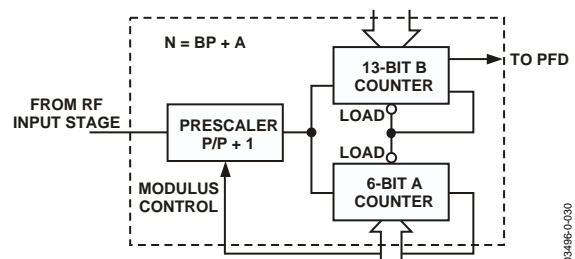 N = BP + A
13-BIT B
COUNTER
TO PFD
FROM RF
INPUT STAGE
PRESCALER
P/P + 1
LOAD
LOAD
MODULUS
CONTROL
6-BIT A
COUNTER
03496-0-030